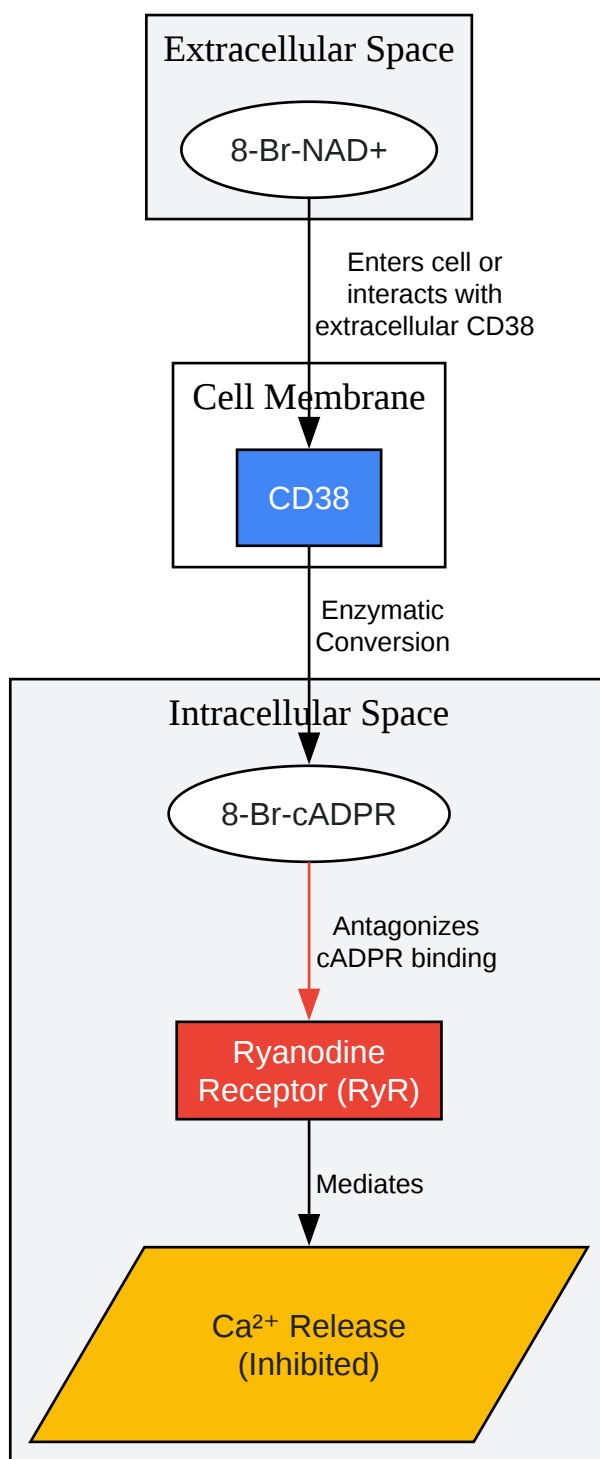 Extracellular Space
8-Br-NAD+
Enters cell or
interacts with
extracellular CD38
Cell Membrane
CD38
Enzymatic
Conversion
Intracellular Space
8-Br-cADPR
Antagonizes
cADPR binding
Ryanodine
Receptor (RyR)
Mediates
Ca²⁺ Release
(Inhibited)